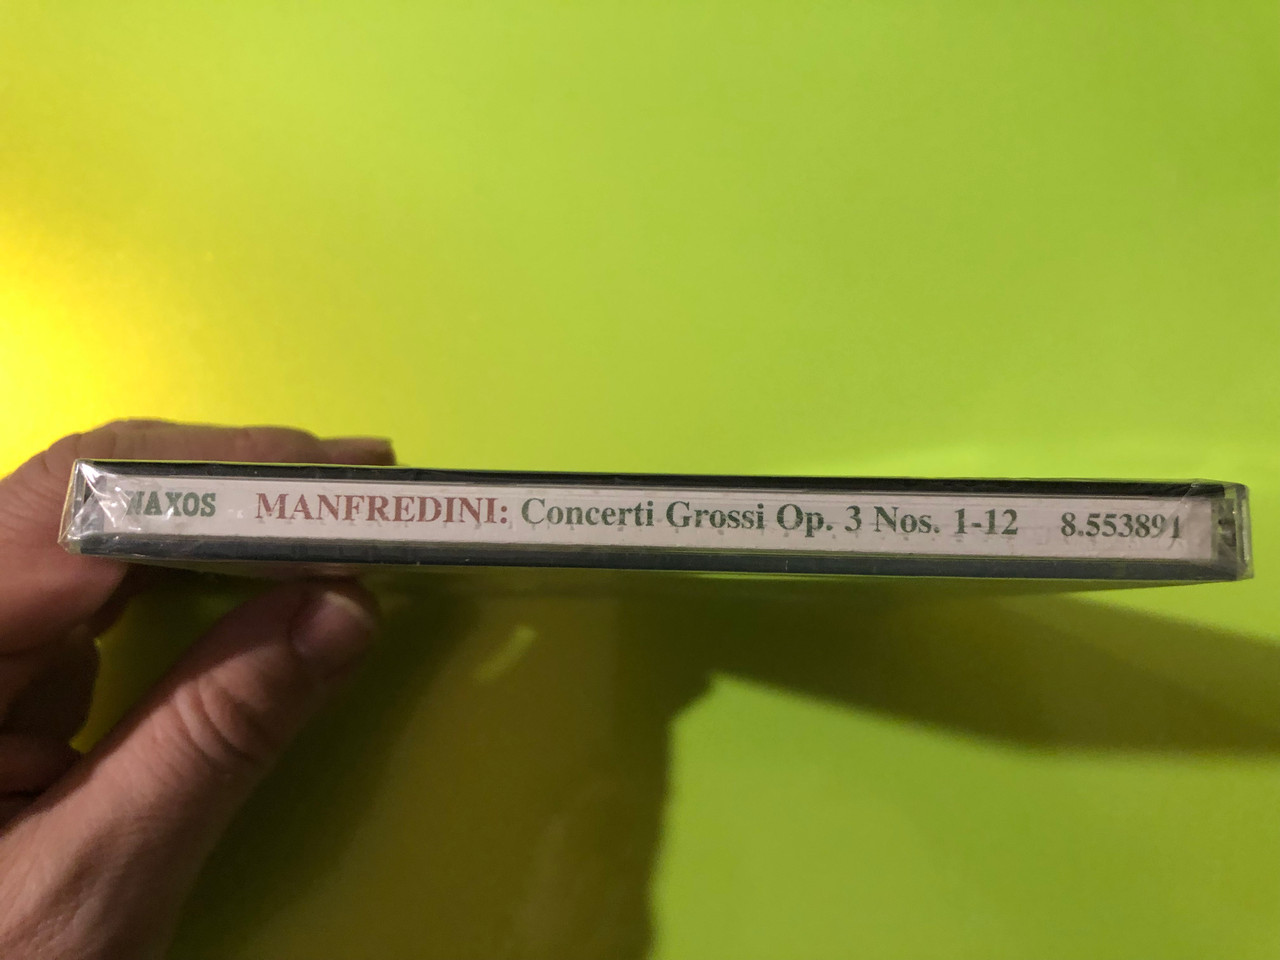 NAXOS MANFREDINI: Concerti Grossi Op. 3 Nos. 1-12 8.553891